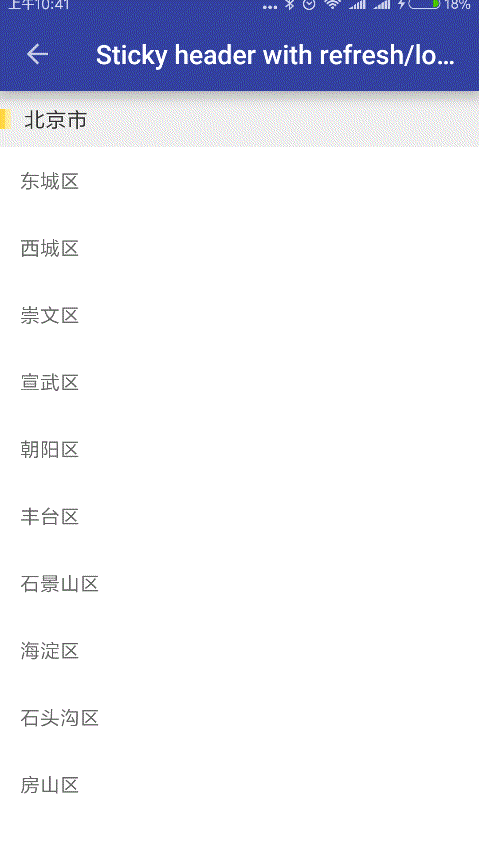 上午10:41
18%
Sticky header with refresh/lo...
北京市
东城区
西城区
崇文区
宣武区
朝阳区
丰台区
石景山区
海淀区
石头沟区
房山区